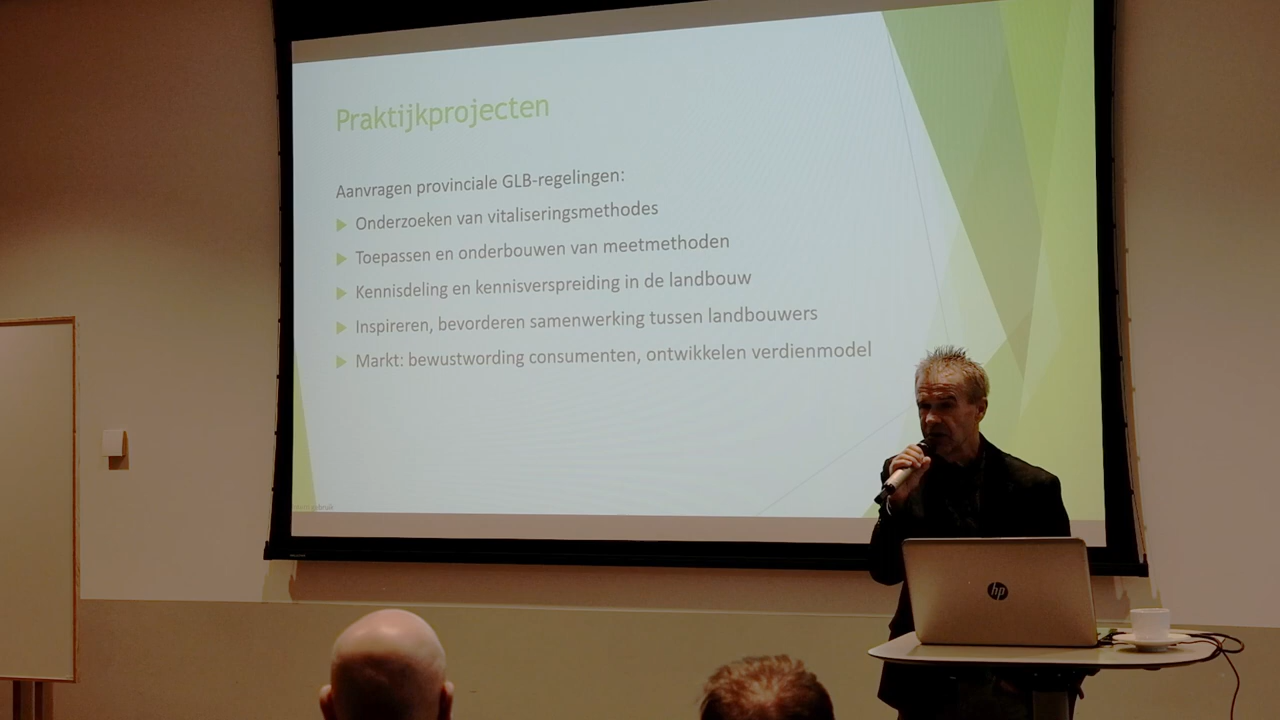 Praktijkprojecten
Aanvragen provinciale GLB-regelingen:
Onderzoeken van vitaliseringsmethodes
Toepassen en onderbouwen van meetmethoden
Kennisdeling en kennisverspreiding in de landbouw
Inspireren, bevorderen samenwerking tussen landbouwers
Markt: bewustwording consumenten, ontwikkelen verdienmodel
hp